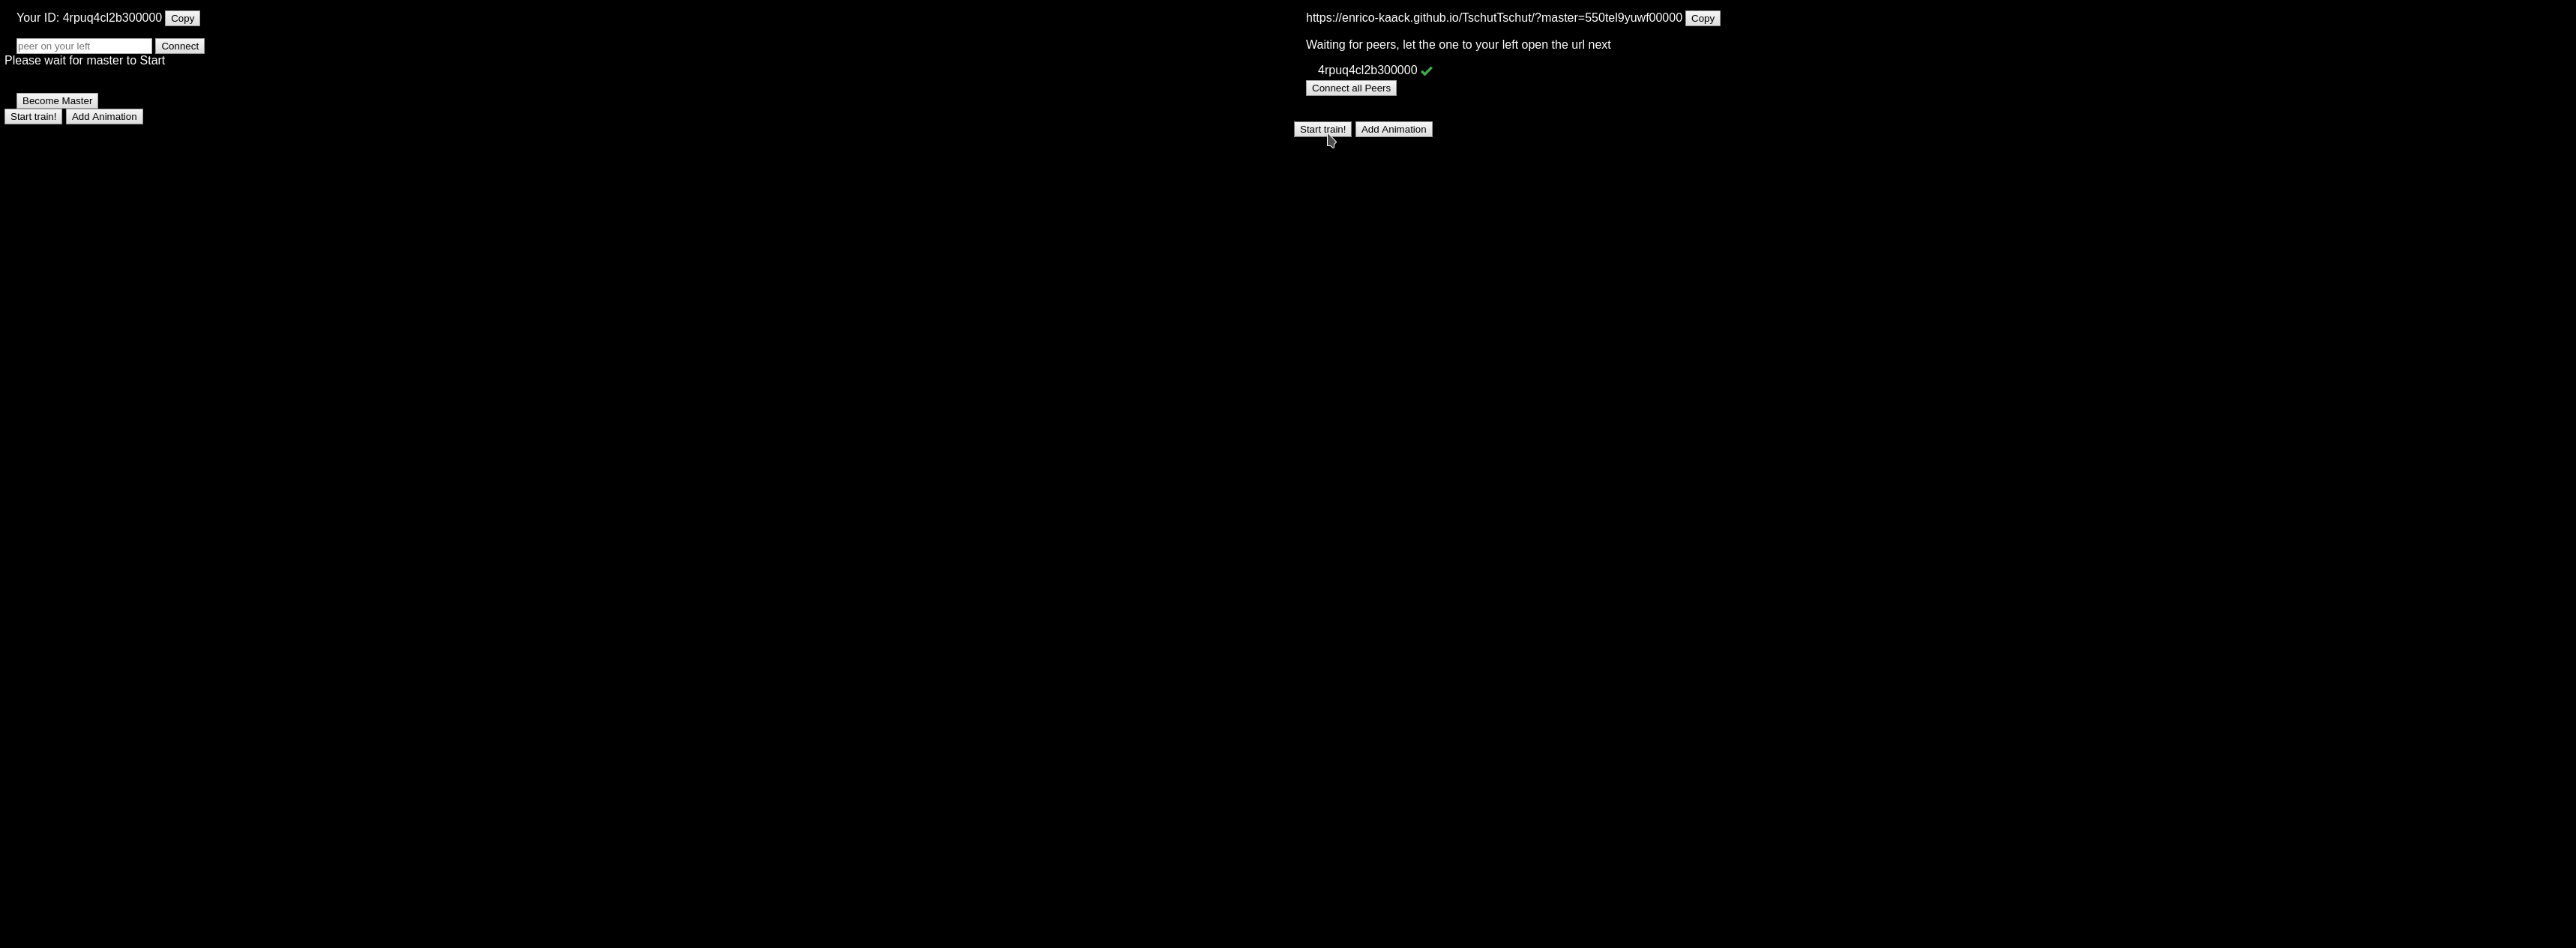 Your ID: 4rpuq4cl2b300000 Copy
peer on your left Connect
Please wait for master to Start
Become Master
Start train! Add Animation
https://enrico-kaack.github.io/TschutTschut/?master=550tel9yuwf00000 Copy
Waiting for peers, let the one to your left open the url next
4rpuq4cl2b300000
Connect all Peers
Start train! Add Animation